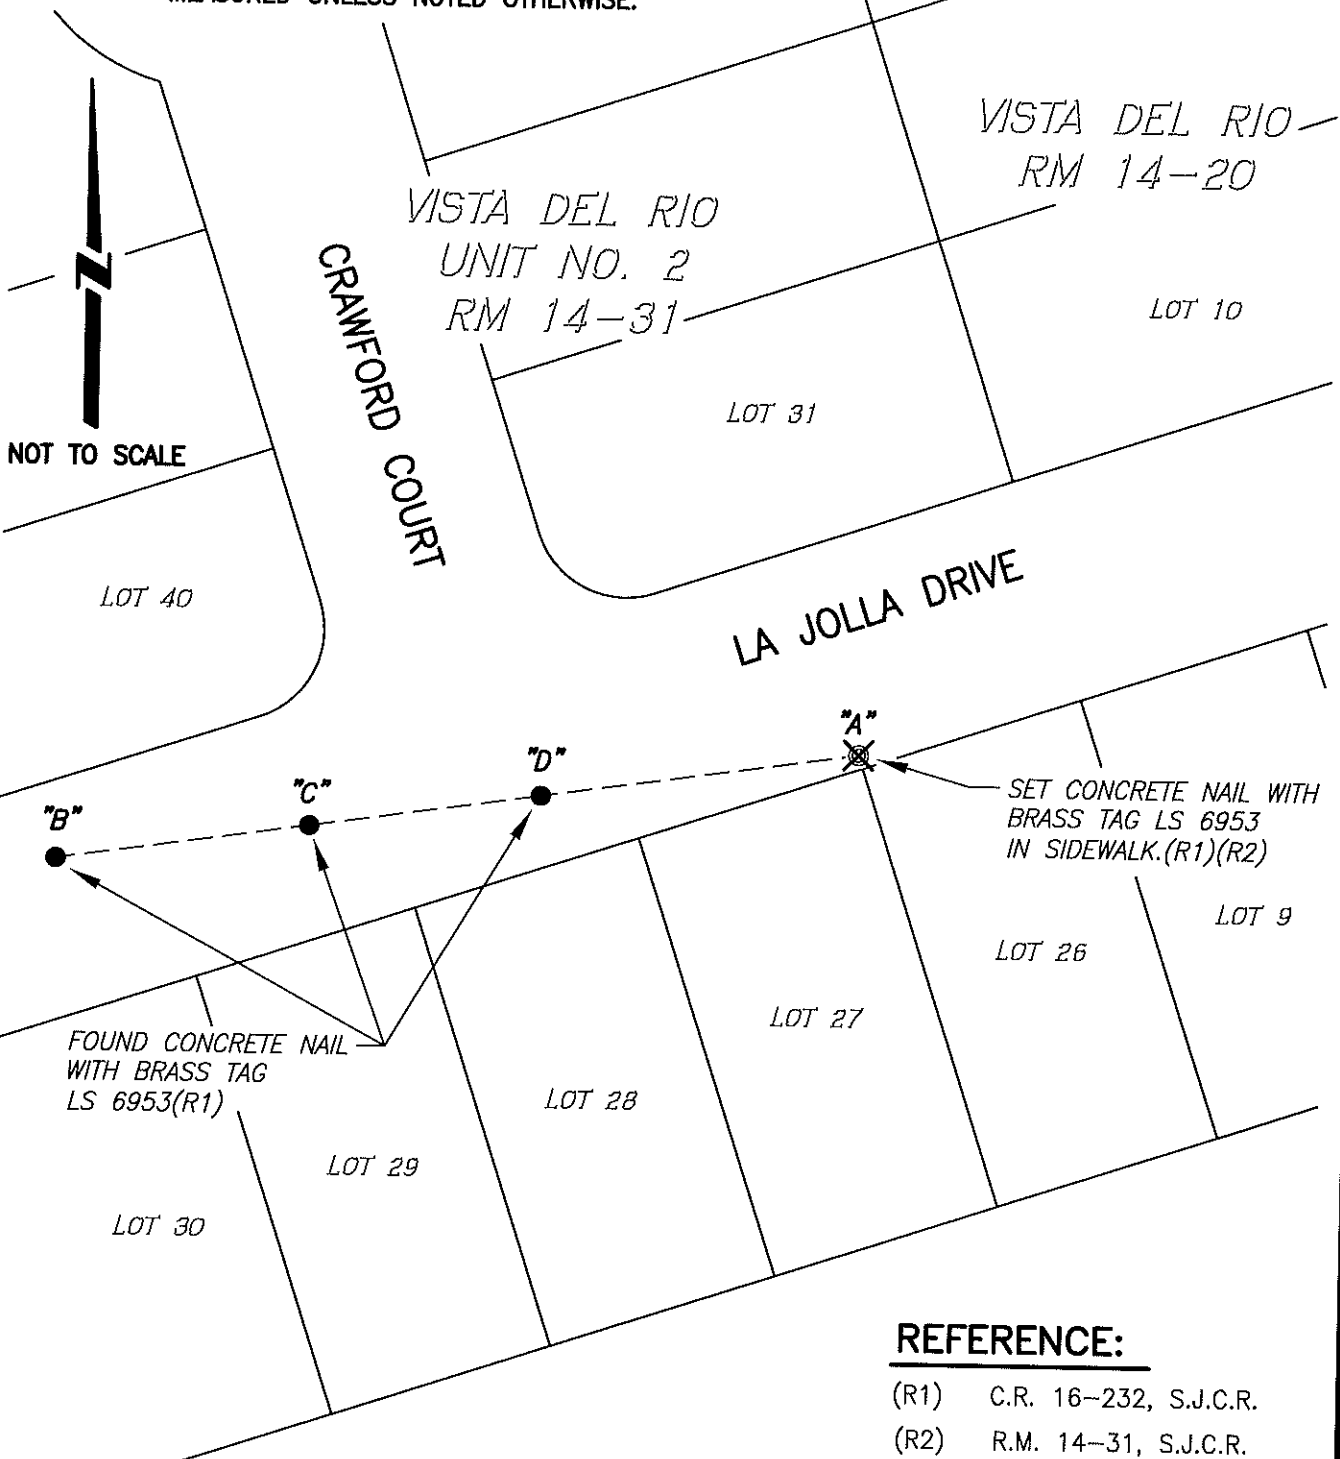 MEASURED UNLESS NOTED OTHERWISE.
VISTA DEL RIO
RM 14-20
VISTA DEL RIO
UNIT NO. 2
RM 14-31
CRAWFORD COURT
LOT 10
LOT 31
NOT TO SCALE
LOT 40
LA JOLLA DRIVE
"A"
"D"
"C"
"B"
SET CONCRETE NAIL WITH
BRASS TAG LS 6953
IN SIDEWALK.(R1)(R2)
LOT 9
LOT 26
LOT 27
FOUND CONCRETE NAIL
WITH BRASS TAG
LS 6953(R1)
LOT 28
LOT 29
LOT 30
REFERENCE:
(R1) C.R. 16-232, S.J.C.R.
(R2) R.M. 14-31, S.J.C.R.